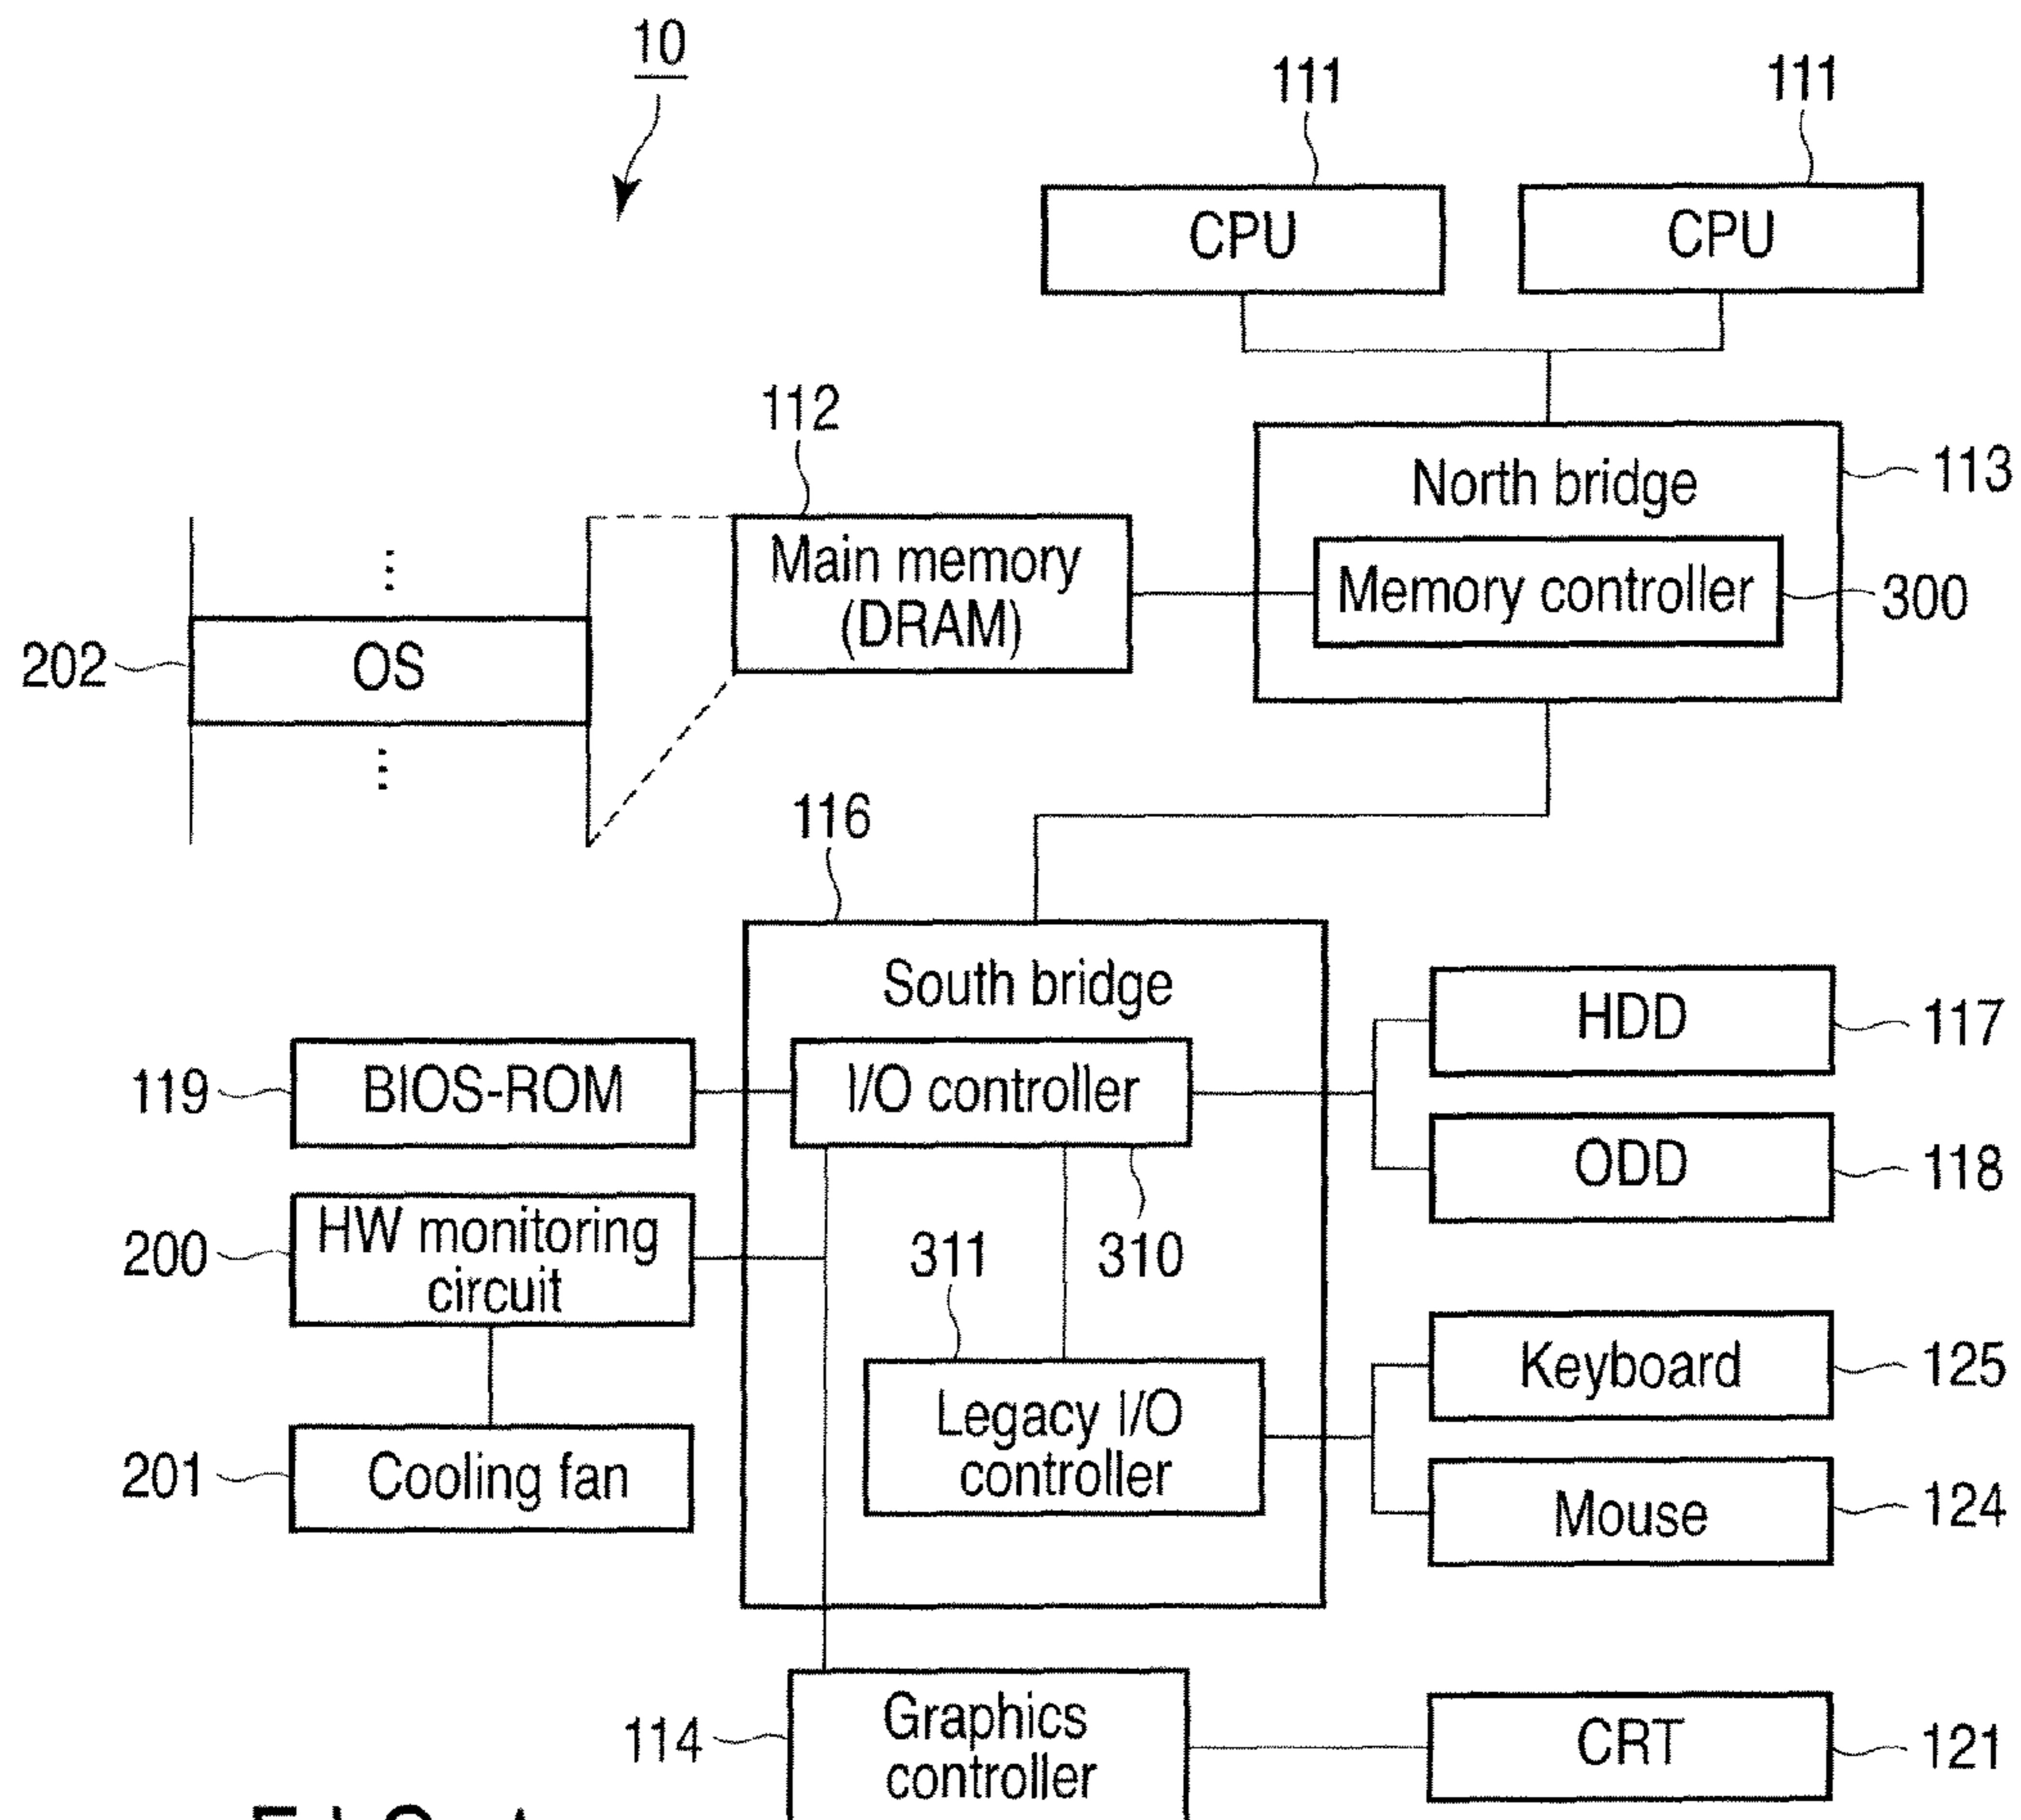 10
111
111
CPU
CPU
112
North bridge
113
Main memory
(DRAM)
Memory controller
300
202
OS
116
South bridge
HDD
117
119
BIOS-ROM
I/O controller
ODD
118
200
HW monitoring
circuit
311
310
Keyboard
125
201
Cooling fan
Legacy I/O
controller
Mouse
124
114
Graphics
controller
CRT
121